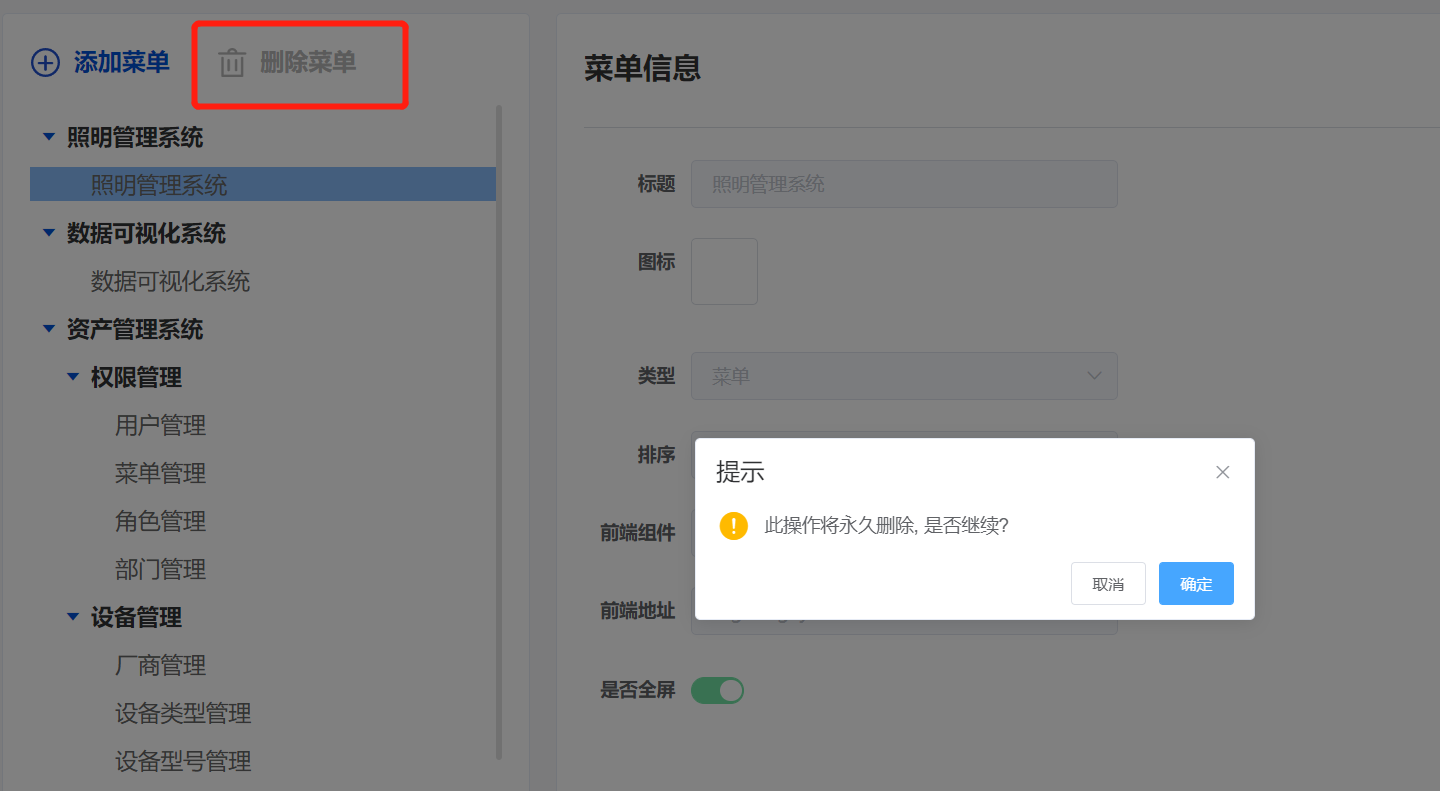 添加菜单
删除菜单
照明管理系统
照明管理系统
数据可视化系统
数据可视化系统
资产管理系统
权限管理
用户管理
菜单管理
角色管理
部门管理
设备管理
厂商管理
设备类型管理
设备型号管理
菜单信息
标题
照明管理系统
图标
类型
菜单
排序
前端组件
前端地址
是否全屏
提示
此操作将永久删除, 是否继续?
取消
确定